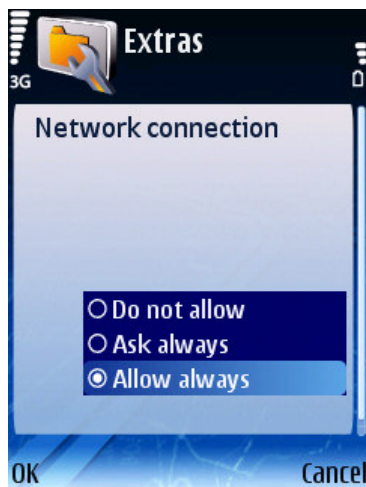 Extras
3G
Network connection
Do not allow
Ask always
Allow always
OK Cancel